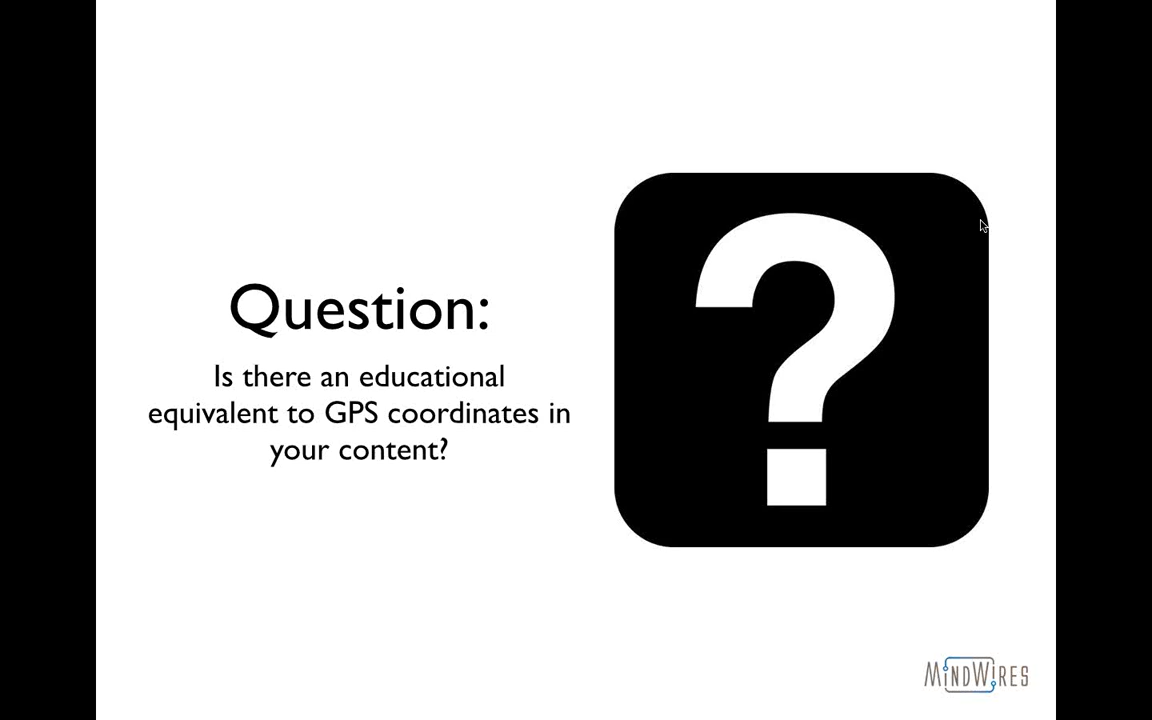 Question:
Is there an educational
equivalent to GPS coordinates in
your content?
?
MINDWIRES